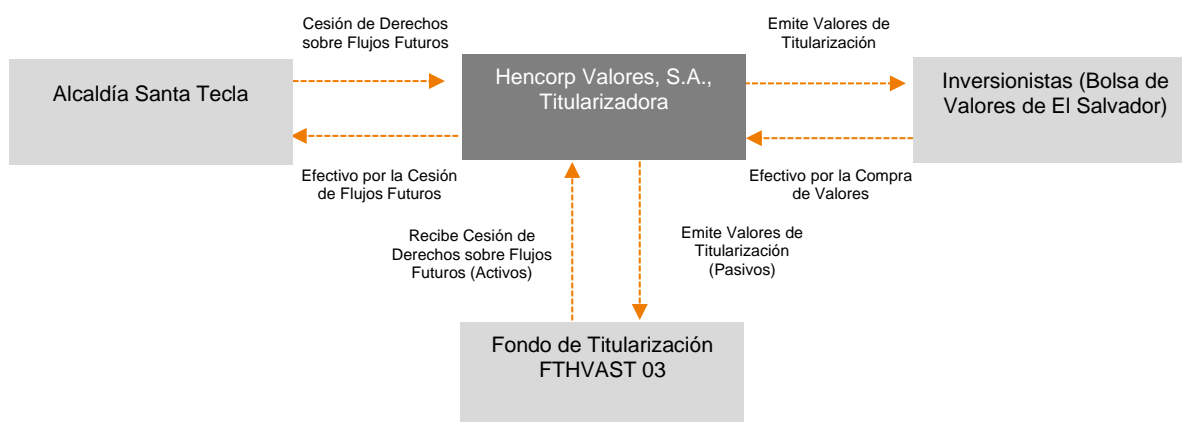 Cesión de Derechos
sobre Flujos Futuros
Emite Valores de
Titularización
Alcaldía Santa Tecla
Hencorp Valores, S.A.,
Titularizadora
Inversionistas (Bolsa de
Valores de El Salvador)
Efectivo por la Cesión
de Flujos Futuros
Efectivo por la Compra
de Valores
Recibe Cesión de
Derechos sobre Flujos
Futuros (Activos)
Emite Valores de
Titularización
(Pasivos)
Fondo de Titularización
FTHVAST 03